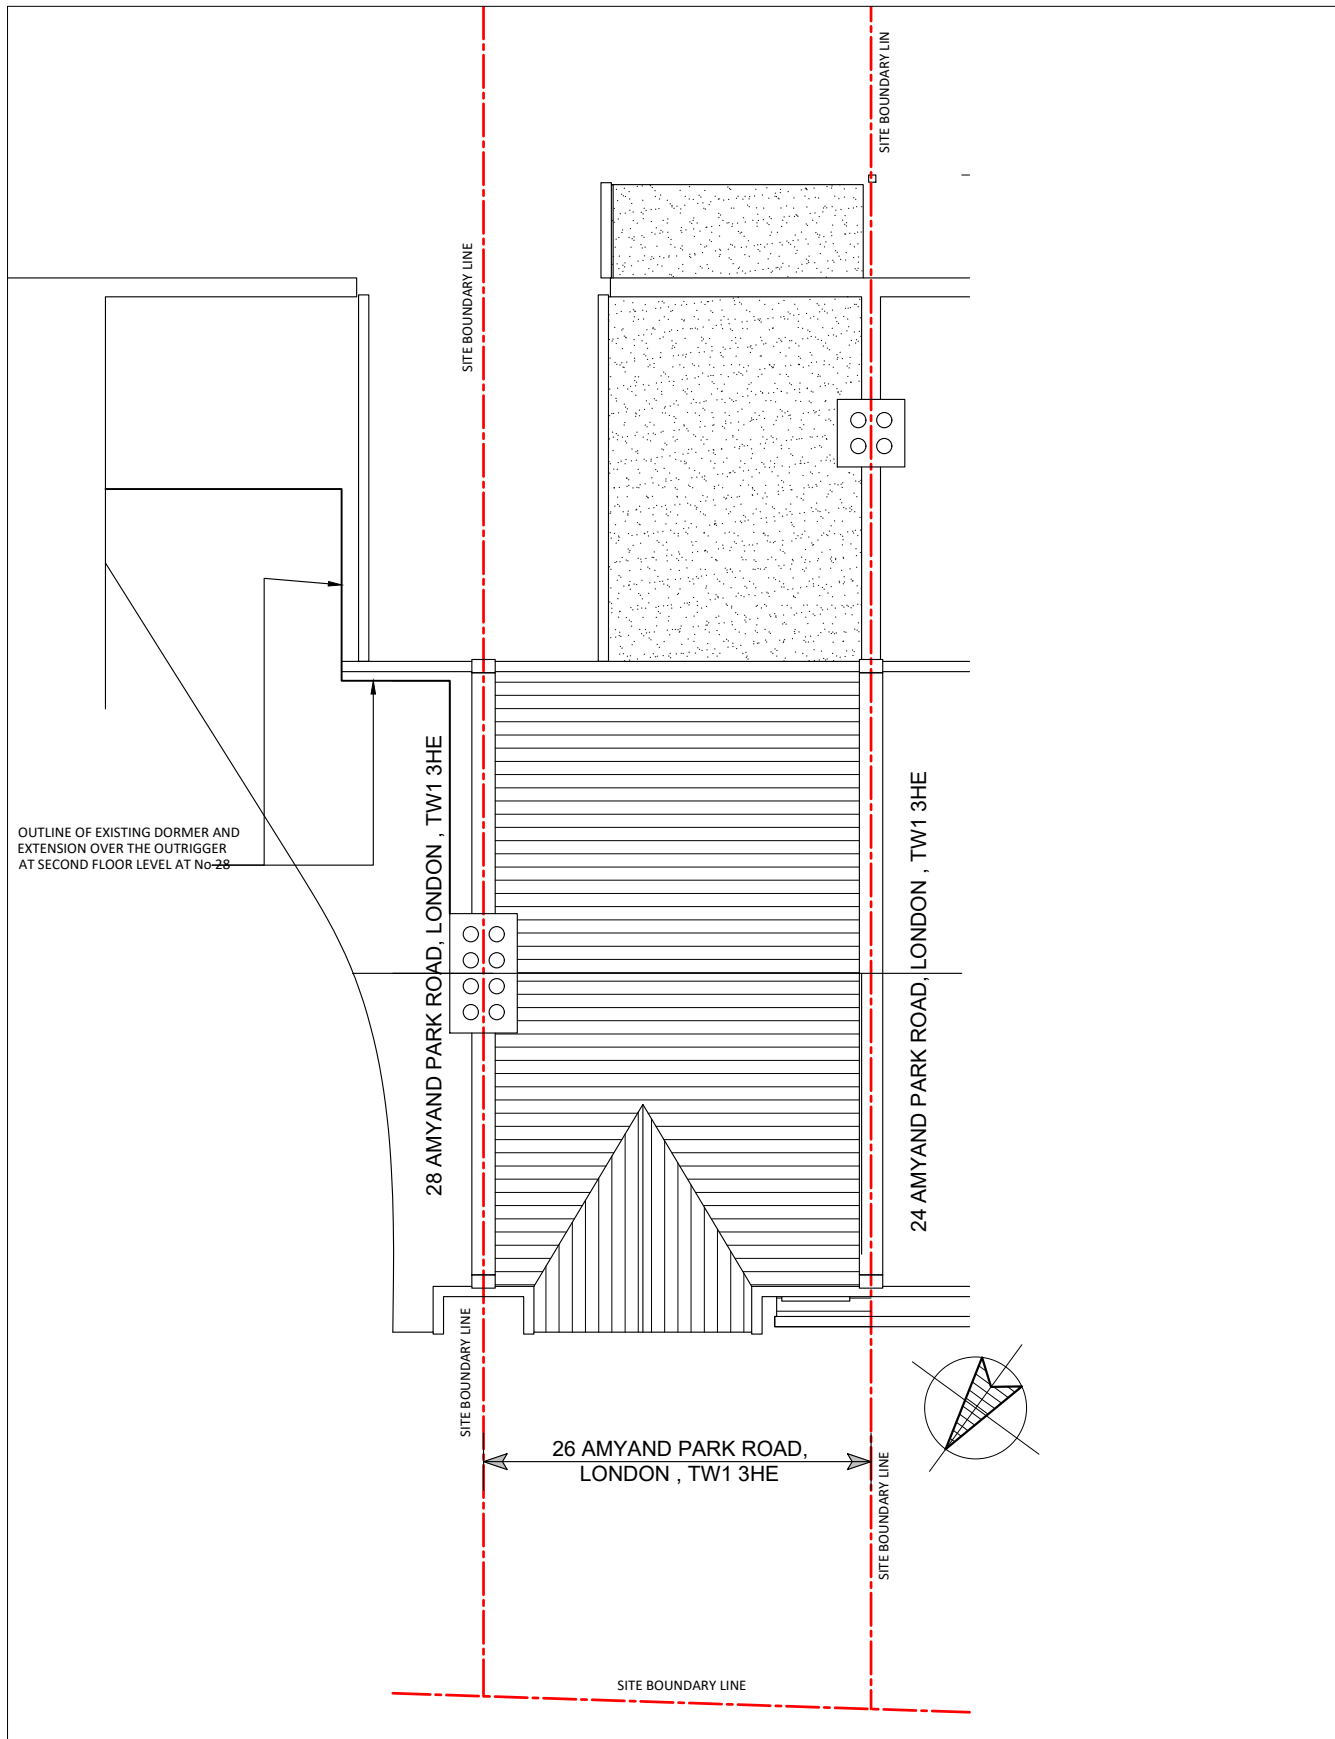 SITE BOUNDARY LIN
SITE BOUNDARY LINE
OUTLINE OF EXISTING DORMER AND
EXTENSION OVER THE OUTRIGGER
AT SECOND FLOOR LEVEL AT No 28
28 AMYAND PARK ROAD, LONDON , TW1 3HE
24 AMYAND PARK ROAD, LONDON , TW1 3HE
SITE BOUNDARY LINE
26 AMYAND PARK ROAD,
LONDON , TW1 3HE
SITE BOUNDARY LINE
SITE BOUNDARY LINE